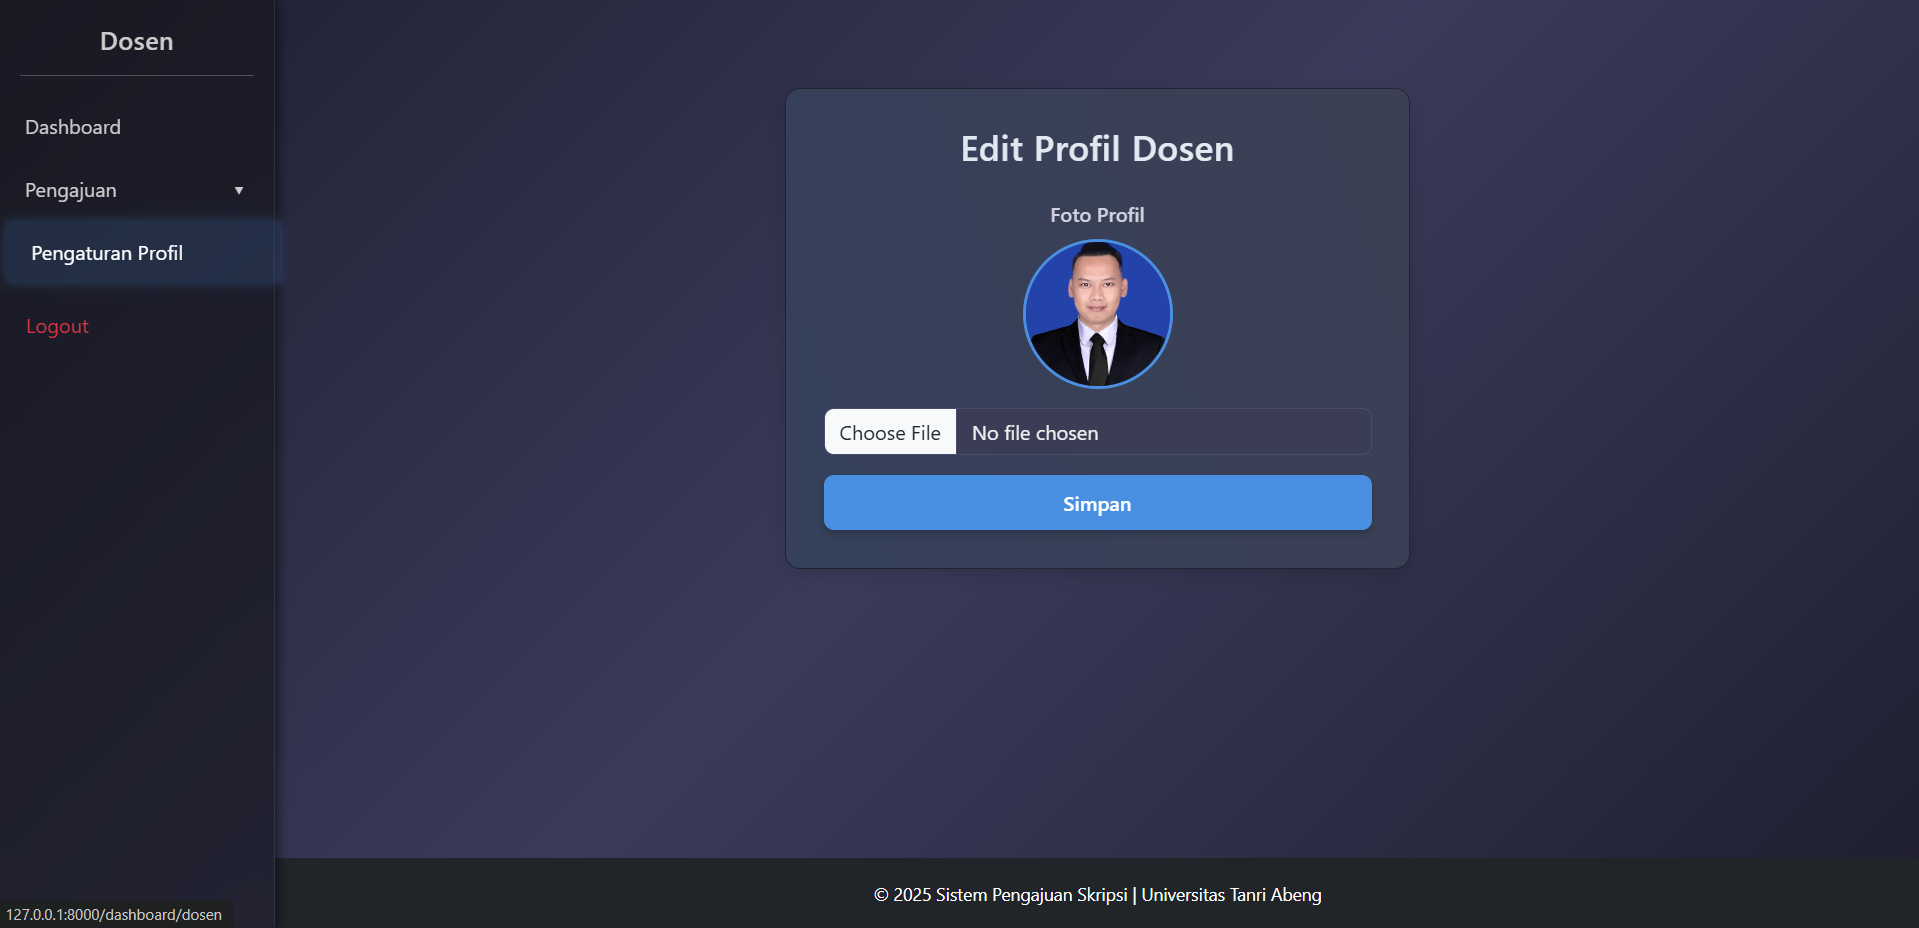 Dosen
Dashboard
Pengajuan ▼
Pengaturan Profil
Logout
Edit Profil Dosen
Foto Profil
Choose File No file chosen
Simpan
© 2025 Sistem Pengajuan Skripsi | Universitas Tanri Abeng
127.0.0.1:8000/dashboard/dosen